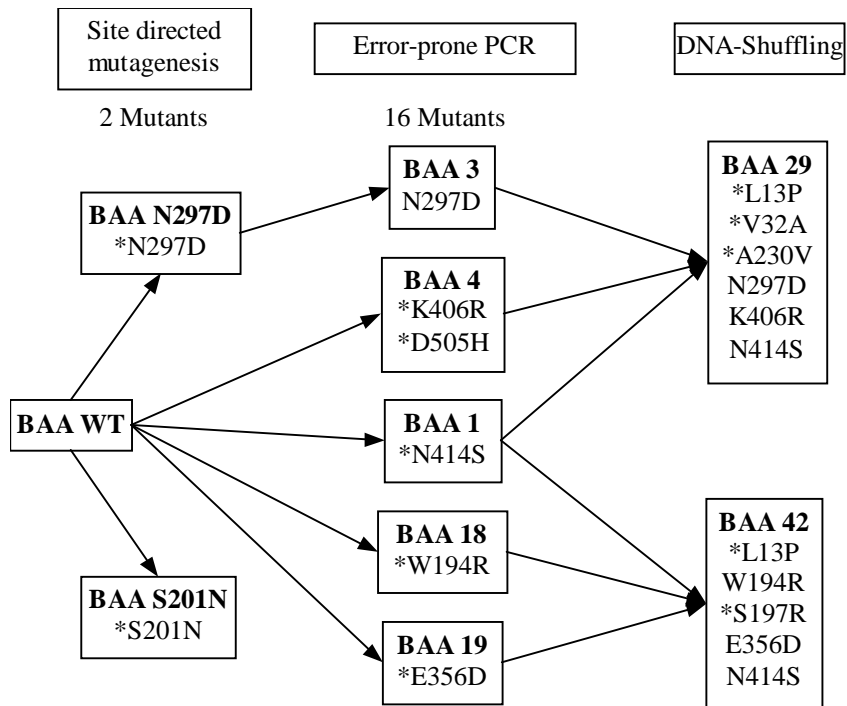 Site directed
mutagenesis
Error-prone PCR
DNA-Shuffling
2 Mutants
16 Mutants
BAA N297D
*N297D
BAA WT
BAA S201N
*S201N
BAA 3
N297D
BAA 4
*K406R
*D505H
BAA 1
*N414S
BAA 18
*W194R
BAA 19
*E356D
BAA 29
*L13P
*V32A
*A230V
N297D
K406R
N414S
BAA 42
*L13P
W194R
*S197R
E356D
N414S